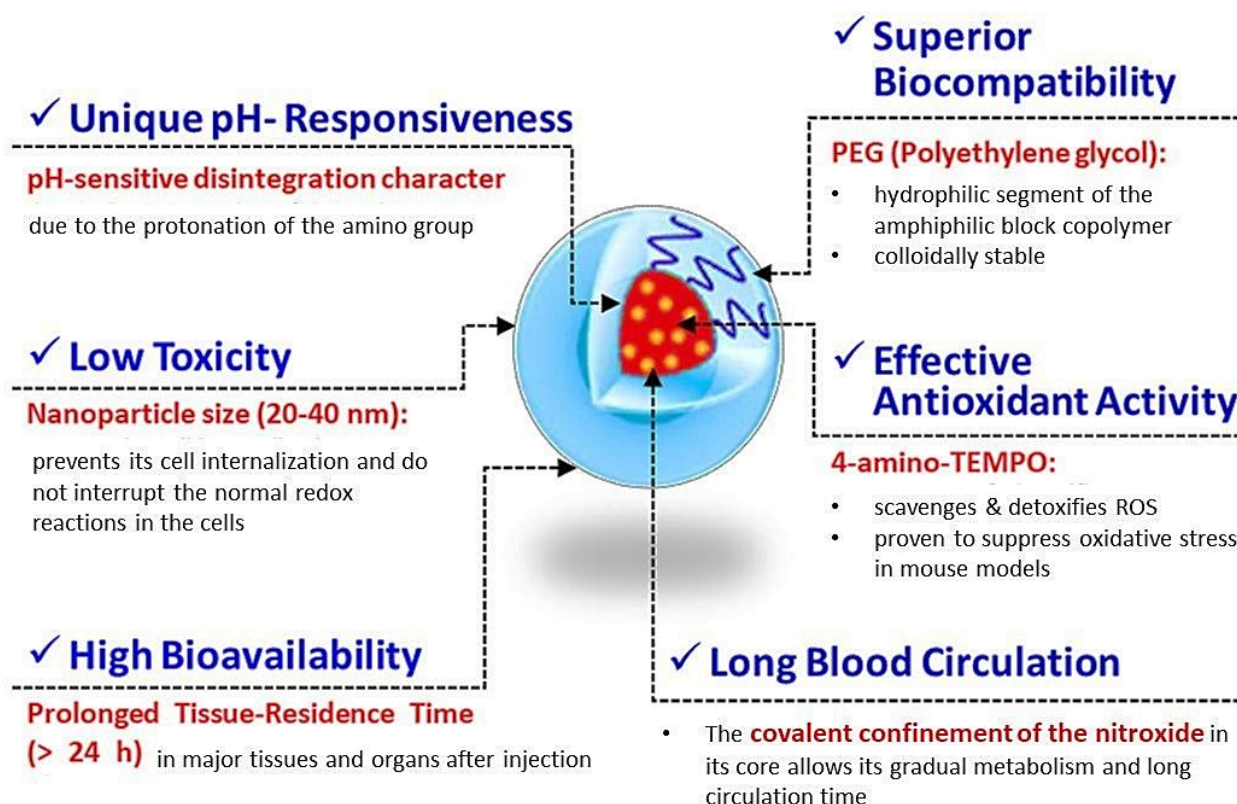 ✓ Unique pH- Responsiveness
pH-sensitive disintegration character
due to the protonation of the amino group
✓ Low Toxicity
Nanoparticle size (20-40 nm):
prevents its cell internalization and do
not interrupt the normal redox
reactions in the cells
✓ High Bioavailability
Prolonged Tissue-Residence Time
(> 24 h) in major tissues and organs after injection
✓ Superior
Biocompatibility
PEG (Polyethylene glycol):
• hydrophilic segment of the
amphiphilic block copolymer
• colloidally stable
✓ Effective
Antioxidant Activity
4-amino-TEMPO:
• scavenges & detoxifies ROS
• proven to suppress oxidative stress
in mouse models
✓ Long Blood Circulation
• The covalent confinement of the nitroxide in
its core allows its gradual metabolism and long
circulation time